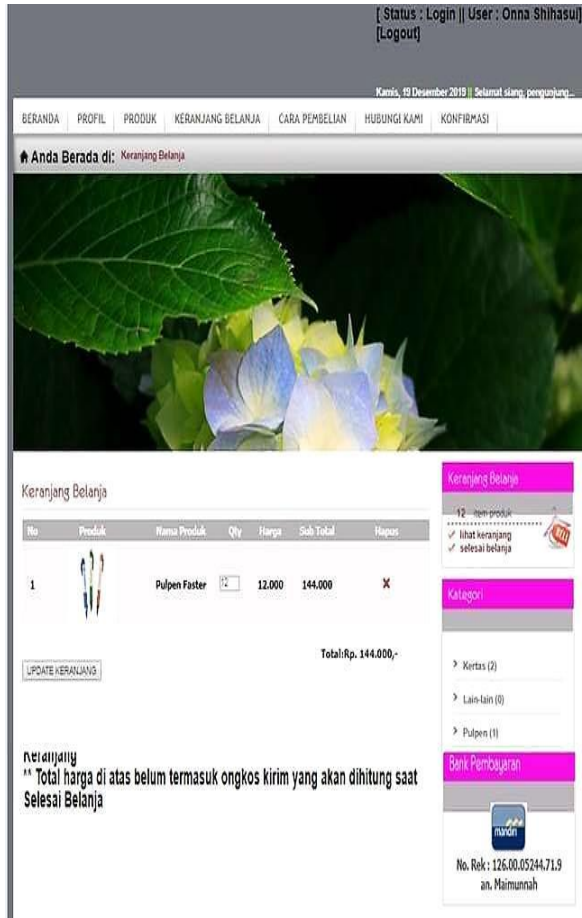 [ Status : Login || User : Onna Shihasui]
[Logout]
Kamis, 19 Desember 2019 || Selamat siang, pengunjung...
BERANDA PROFIL PRODUK KERANJANG BELANJA CARA PEMBELIAN HUBUNGI KAMI KONFIRMASI
Anda Berada di: Keranjang Belanja
Keranjang Belanja
No Produk Nama Produk Qty Harga Sub Total Hapus
1 Pulpen Faster 12 12.000 144.000
Total:Rp. 144.000,-
UPDATE KERANJANG
Keranjang
** Total harga di atas belum termasuk ongkos kirim yang akan dihitung saat
Selesai Belanja
Keranjang Belanja
12 item produk
lihat keranjang
selesai belanja
BELI
Kategori
Kertas (2)
Lain-lain (0)
Pulpen (1)
Bank Pembayaran
mandiri
No. Rek : 126.00.05244.71.9
an. Maimunnah